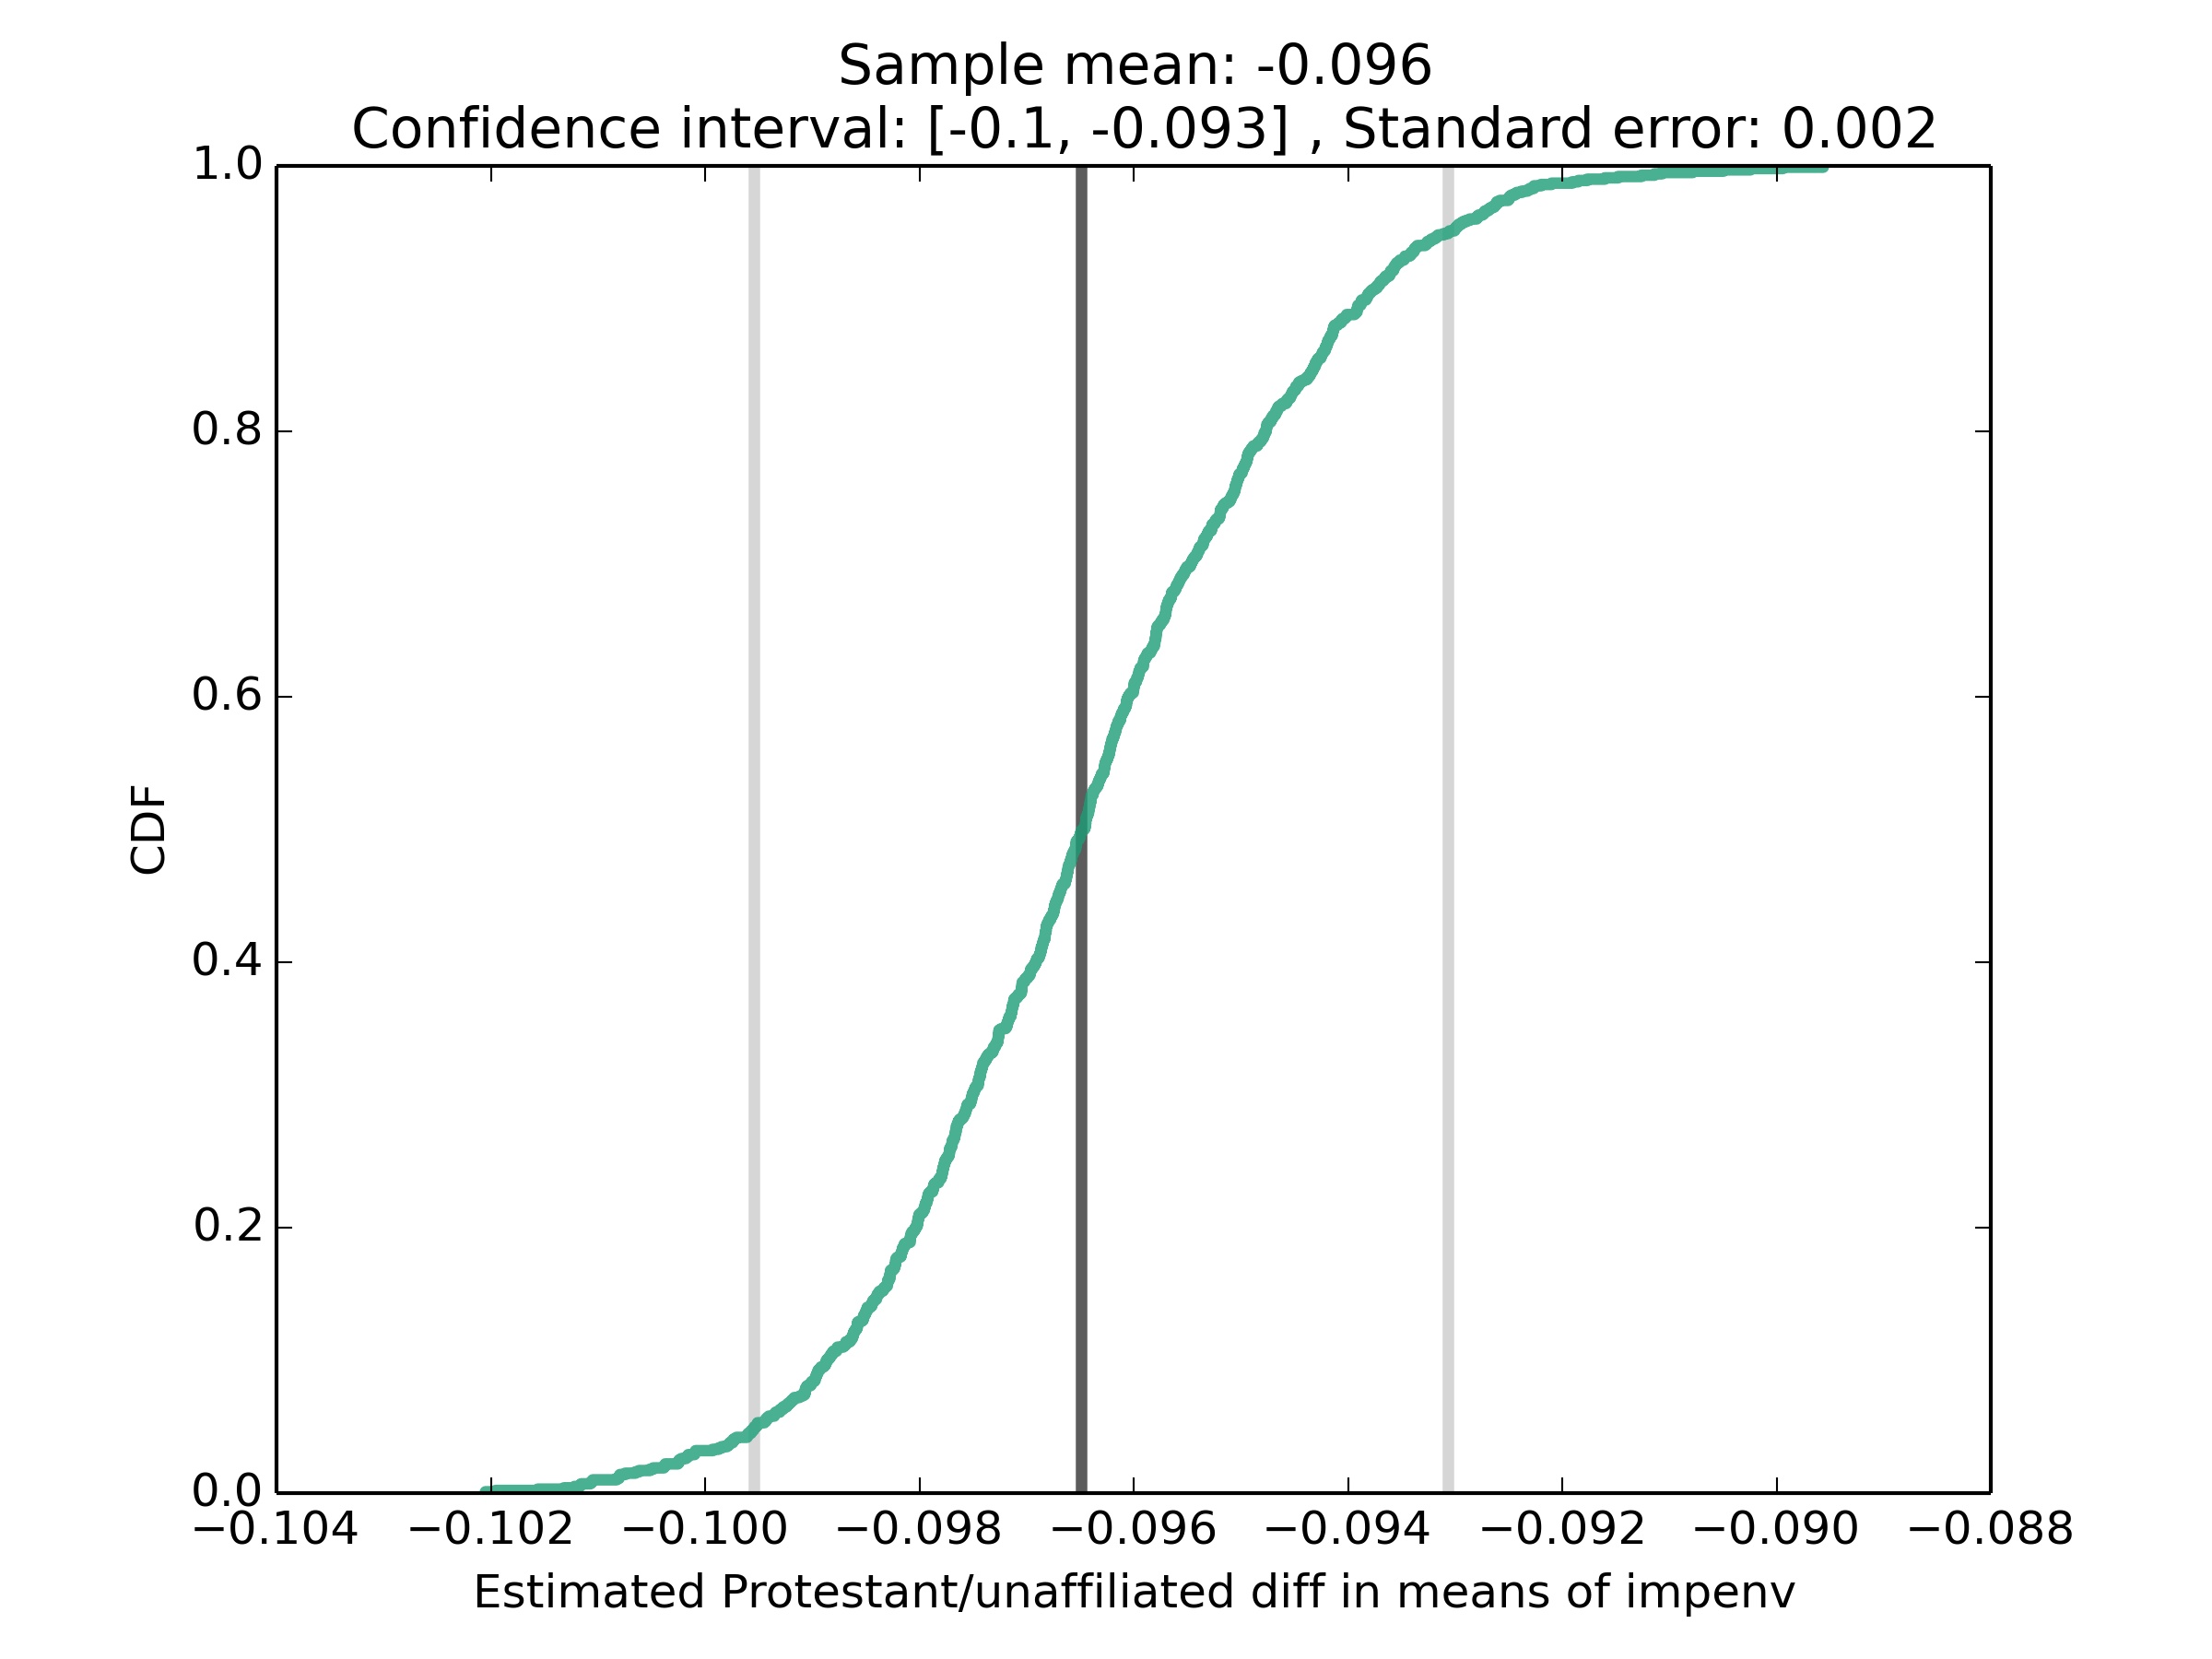 Sample mean: -0.096
Confidence interval: [-0.1, -0.093] , Standard error: 0.002
1.0
0.8
0.6
0.4
0.2
0.0
CDF
−0.104 −0.102 −0.100 −0.098 −0.096 −0.094 −0.092 −0.090 −0.088
Estimated Protestant/unaffiliated diff in means of impenv